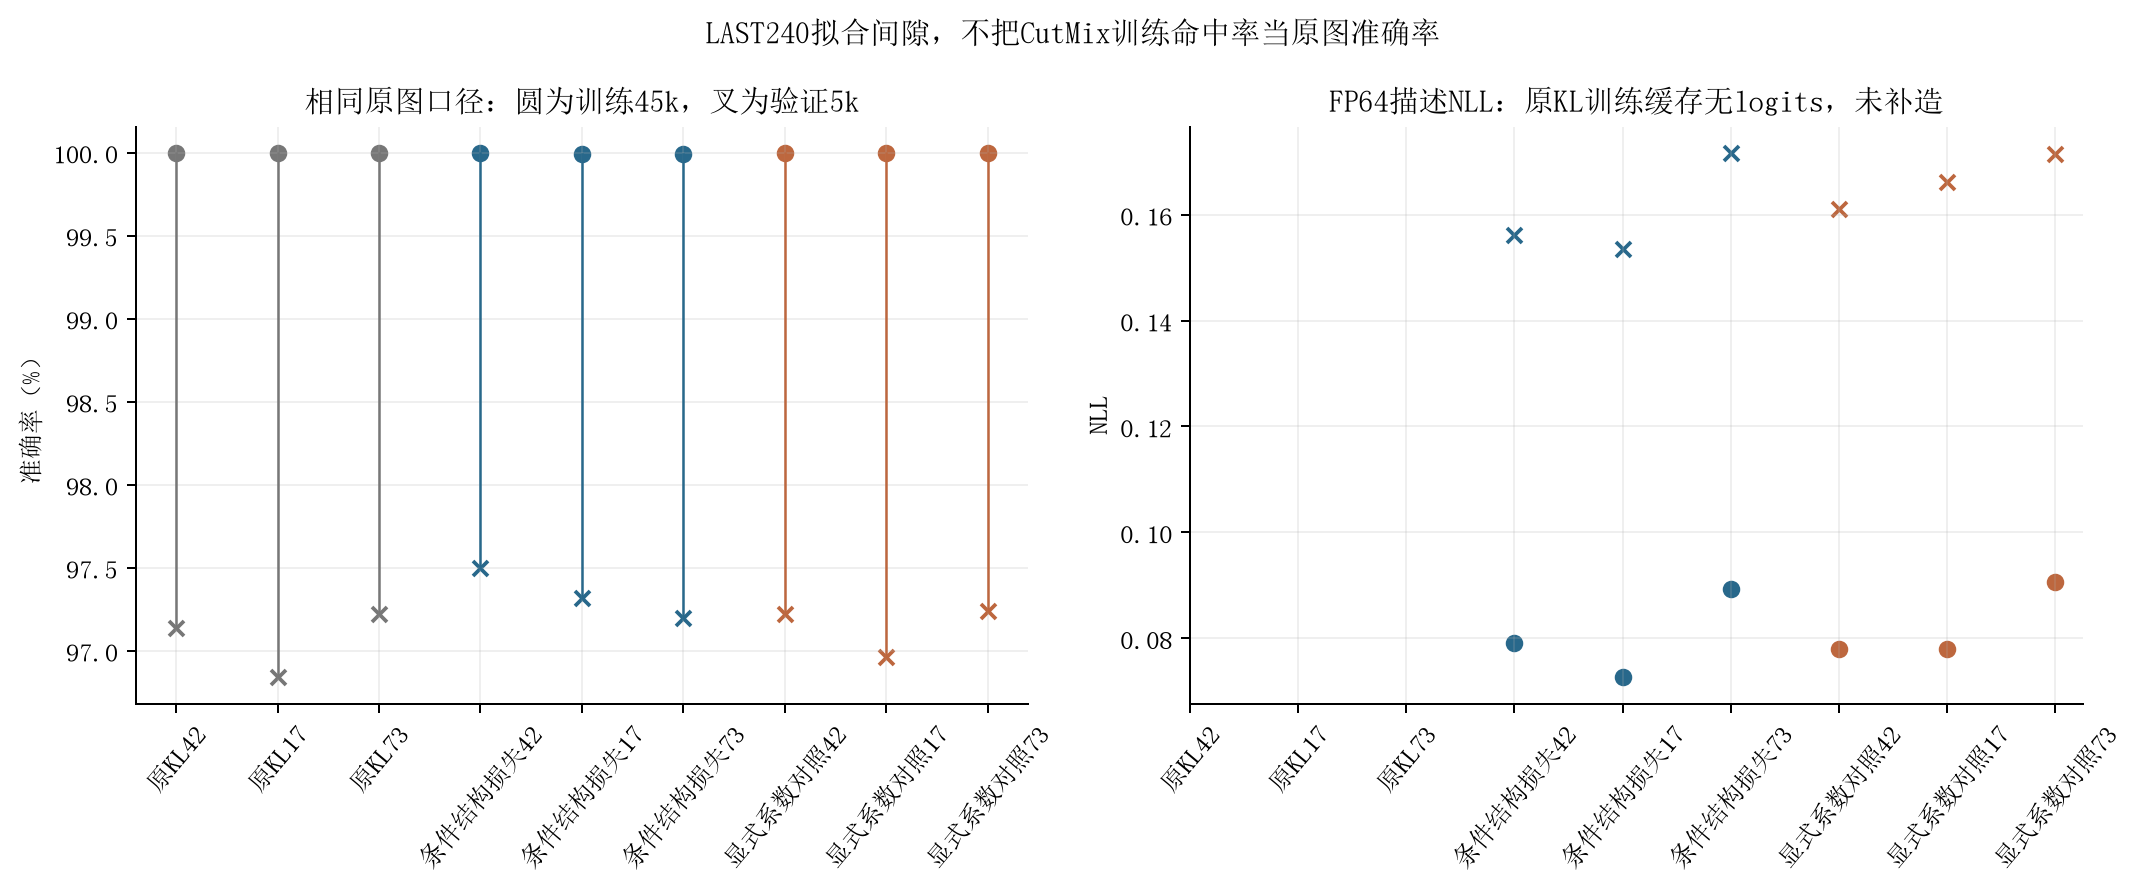 LAST240拟合间隙，不把CutMix训练命中率当原图准确率
相同原图口径：圆为训练45k，叉为验证5k
准确率（%）
100.0
99.5
99.0
98.5
98.0
97.5
97.0
原KL42
原KL17
原KL73
条件结构损失42
条件结构损失17
条件结构损失73
显式系数对照42
显式系数对照17
显式系数对照73
FP64描述NLL：原KL训练缓存无logits，未补造
NLL
0.16
0.14
0.12
0.10
0.08
原KL42
原KL17
原KL73
条件结构损失42
条件结构损失17
条件结构损失73
显式系数对照42
显式系数对照17
显式系数对照73